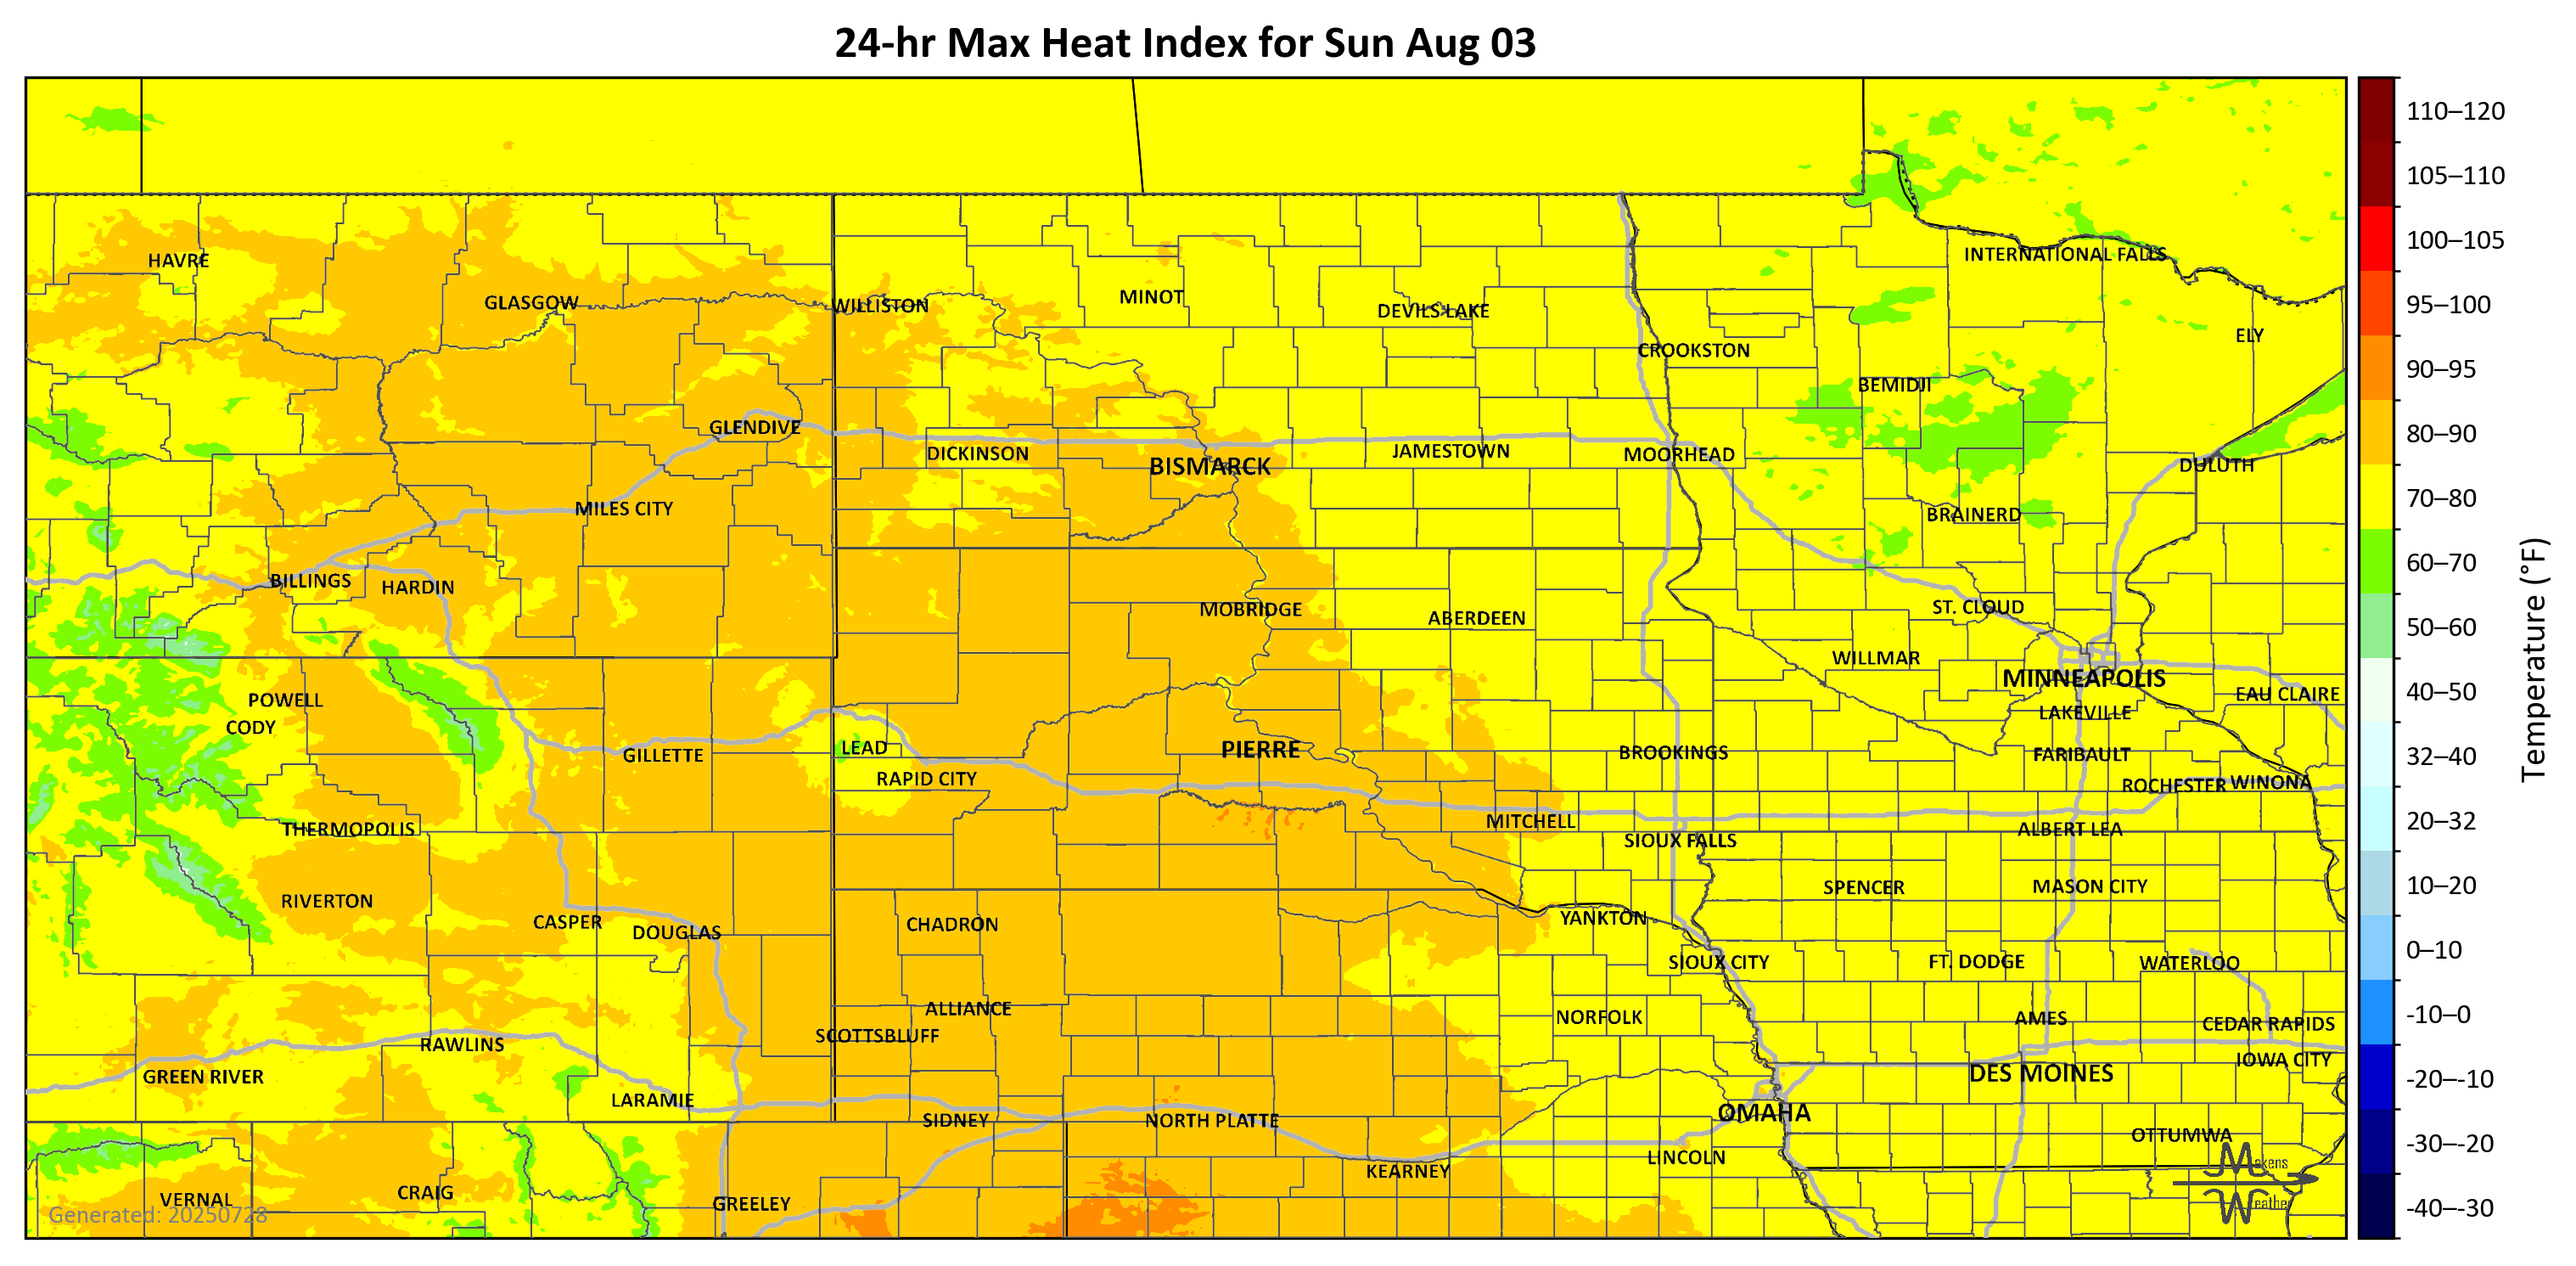 24-hr Max Heat Index for Sun Aug 03
110–120
105–110
100–105
95–100
90–95
80–90
70–80
60–70
50–60
40–50
32–40
20–32
10–20
0–10
-10–0
-20–-10
-30–-20
-40–-30
Temperature (°F)
HAVRE
INTERNATIONAL FALLS
GLASGOW
WILLISTON
MINOT
DEVILS LAKE
ELY
CROOKSTON
BEMIDJI
GLENDIVE
DICKINSON
BISMARCK
JAMESTOWN
MOORHEAD
DULUTH
MILES CITY
BRAINERD
BILLINGS
HARDIN
MOBRIDGE
ABERDEEN
ST. CLOUD
WILLMAR
MINNEAPOLIS
EAU CLAIRE
POWELL
CODY
LAKEVILLE
GILLETTE
LEAD
PIERRE
BROOKINGS
FARIBAULT
RAPID CITY
ROCHESTER
WINONA
THERMOPOLIS
MITCHELL
ALBERT LEA
SIOUX FALLS
RIVERTON
SPENCER
MASON CITY
CASPER
DOUGLAS
CHADRON
YANKTON
SIOUX CITY
FT. DODGE
WATERLOO
ALLIANCE
NORFOLK
AMES
CEDAR RAPIDS
SCOTTSBLUFF
RAWLINS
IOWA CITY
GREEN RIVER
DES MOINES
LARAMIE
SIDNEY
NORTH PLATTE
OMAHA
OTTUMWA
LINCOLN
KEARNEY
VERNAL
CRAIG
GREELEY
Generated: 20250728
Makens
Weather